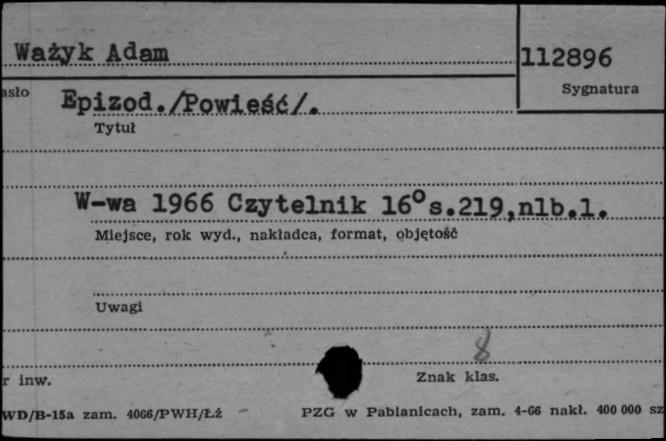 Ważyk Adam
112896
asło
Sygnatura
Epizod./Powieść/.
Tytuł
W-wa 1966 Czytelnik 16° s.219,nlb.1.
Miejsce, rok wyd., nakładca, format, objętość
Uwagi
8
r inw.
Znak klas.
WD/B-15a zam. 4066/PWH/Łź
PZG w Pabianicach, zam. 4-66 nakł. 400 000 sz